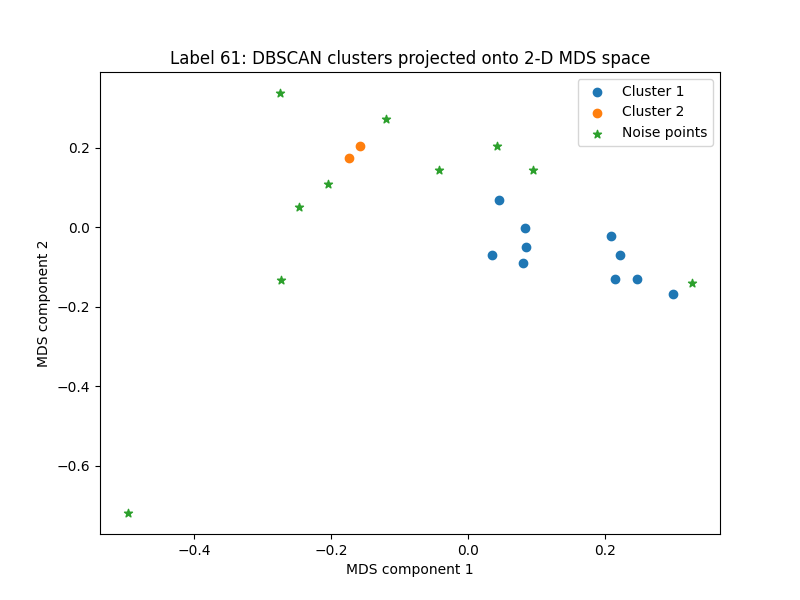 Label 61: DBSCAN clusters projected onto 2-D MDS space
Cluster 1
Cluster 2
Noise points
0.2
0.0
−0.2
−0.4
−0.6
MDS component 2
−0.4
−0.2
0.0
0.2
MDS component 1